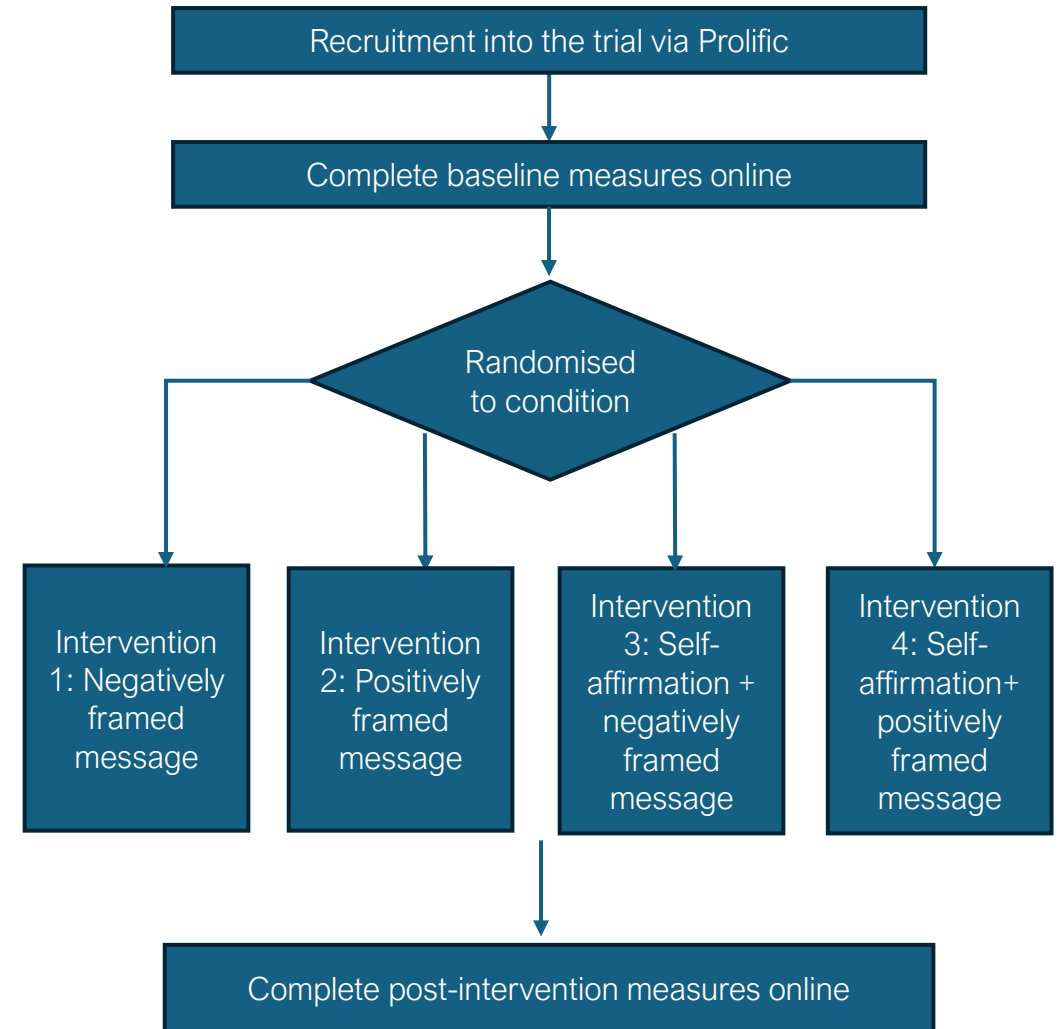 Recruitment into the trial via Prolific
Complete baseline measures online
Randomised
to condition
Intervention
1: Negatively
framed
message
Intervention
2: Positively
framed
message
Intervention
3: Self-
affirmation +
negatively
framed
message
Intervention
4: Self-
affirmation+
positively
framed
message
Complete post-intervention measures online